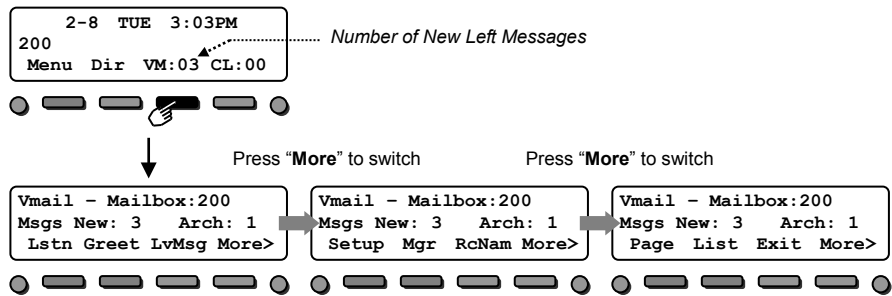 2-8 TUE 3:03PM
200
Menu Dir VM:03 CL:00
Number of New Left Messages
Press “More” to switch
Press “More” to switch
Vmail – Mailbox:200
Msgs New: 3 Arch: 1
Lstn Greet LvMsg More>
Vmail – Mailbox:200
Msgs New: 3 Arch: 1
Setup Mgr RcNam More>
Vmail – Mailbox:200
Msgs New: 3 Arch: 1
Page List Exit More>